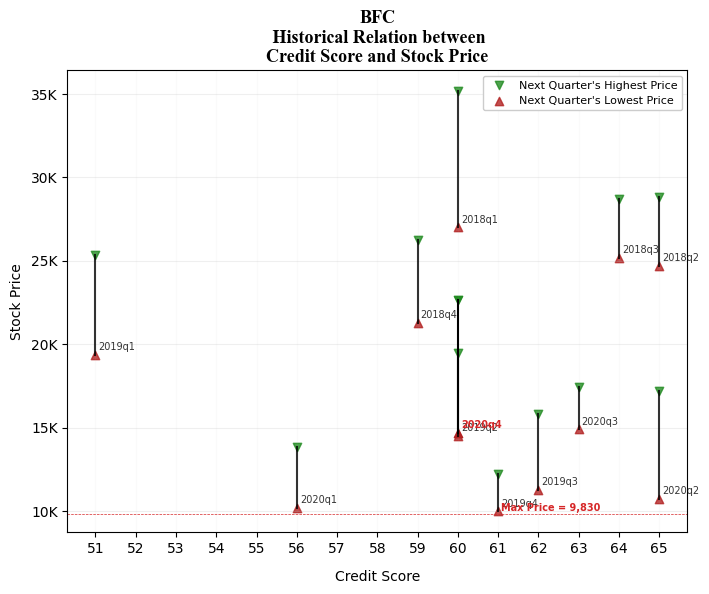 BFC
Historical Relation between
Credit Score and Stock Price
Next Quarter's Highest Price
Next Quarter's Lowest Price
Stock Price
35K
30K
25K
20K
15K
10K
2018q1
2018q3
2018q2
2018q4
2019q1
2020q4
2019q2
2020q3
2019q3
2020q2
2020q1
2019q4
Max Price = 9,830
51 52 53 54 55 56 57 58 59 60 61 62 63 64 65
Credit Score